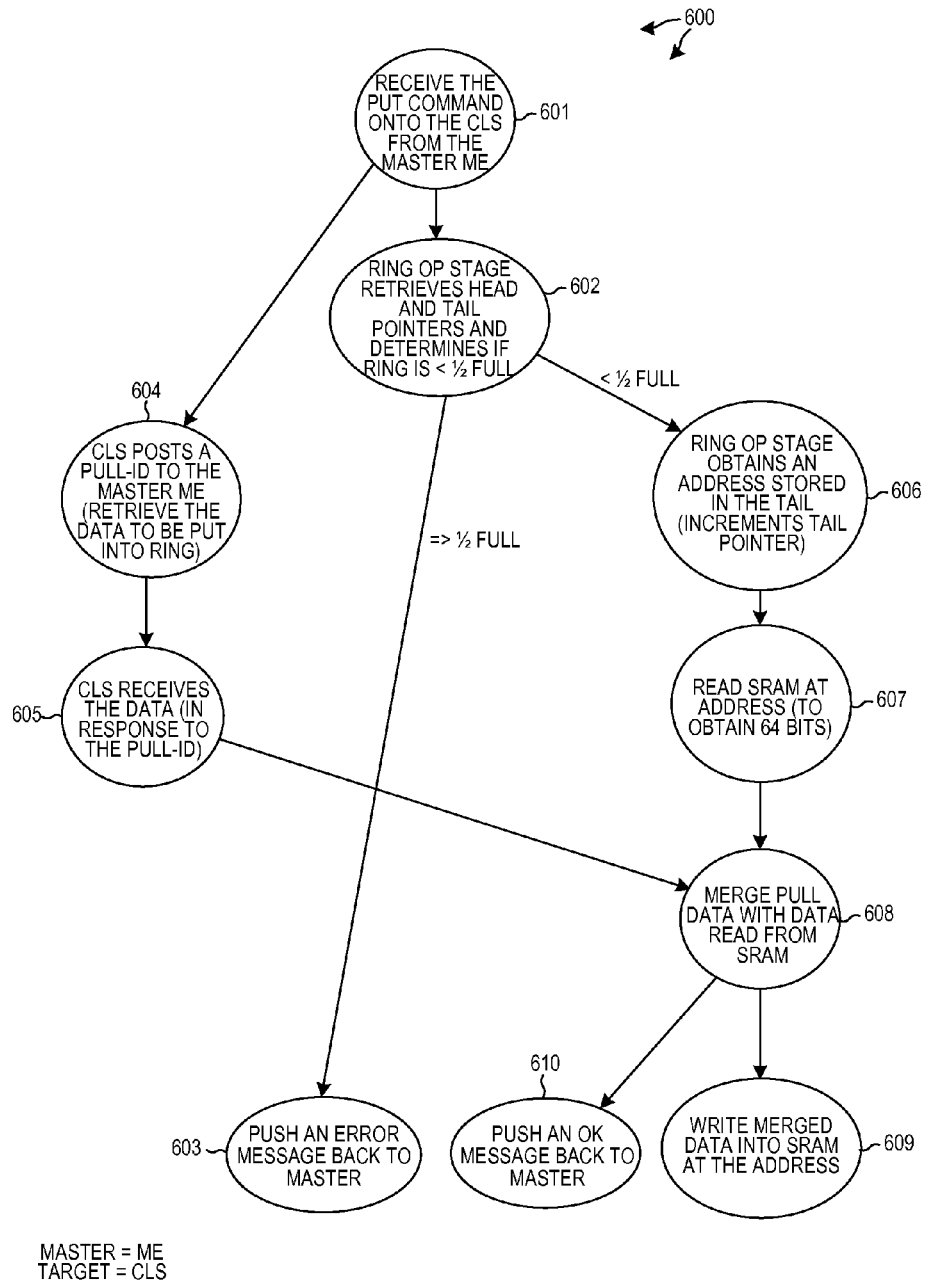 600
RECEIVE THE
PUT COMMAND
ONTO THE CLS
FROM THE
MASTER ME
601
RING OP STAGE
RETRIEVES HEAD
AND TAIL
POINTERS AND
DETERMINES IF
RING IS < ½ FULL
602
< ½ FULL
604
CLS POSTS A
PULL-ID TO THE
MASTER ME
(RETRIEVE THE
DATA TO BE PUT
INTO RING)
=> ½ FULL
RING OP STAGE
OBTAINS AN
ADDRESS STORED
IN THE TAIL
(INCREMENTS TAIL
POINTER)
606
605
CLS RECEIVES
THE DATA (IN
RESPONSE TO
THE PULL-ID)
READ SRAM AT
ADDRESS (TO
OBTAIN 64 BITS)
607
MERGE PULL
DATA WITH DATA
READ FROM
SRAM
608
603
PUSH AN ERROR
MESSAGE BACK TO
MASTER
610
PUSH AN OK
MESSAGE BACK TO
MASTER
WRITE MERGED
DATA INTO SRAM
AT THE ADDRESS
609
MASTER = ME
TARGET = CLS